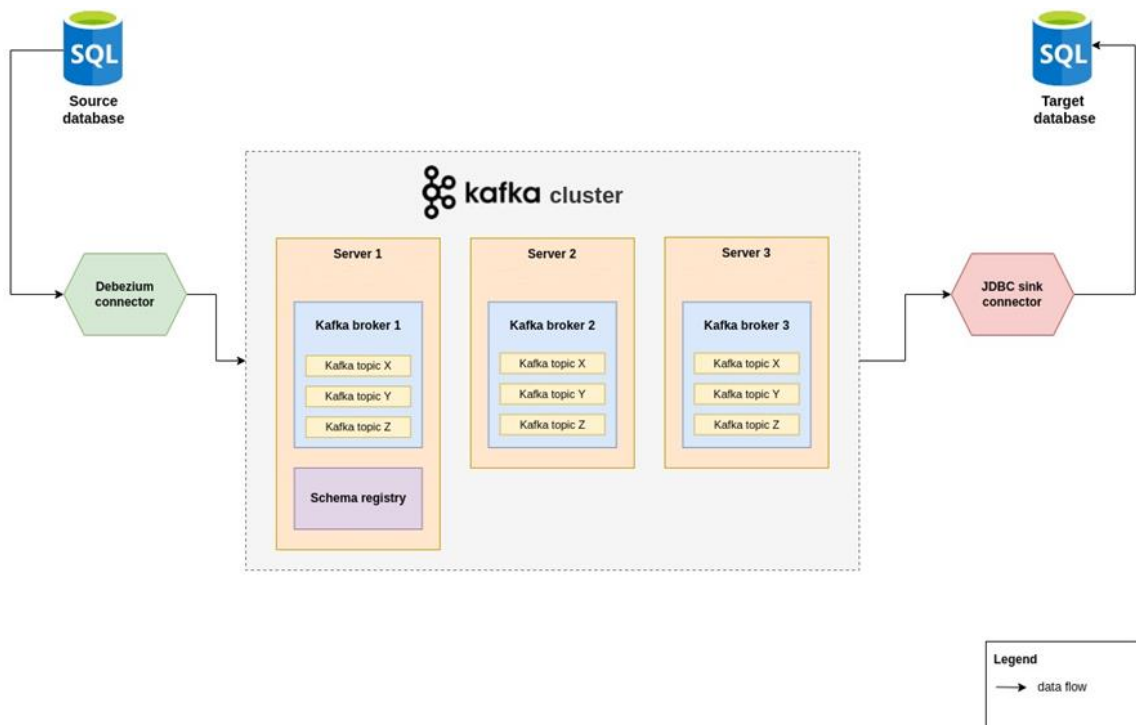 SQL
Source
database
SQL
Target
database
kafka cluster
Debezium
connector
Server 1
Kafka broker 1
Kafka topic X
Kafka topic Y
Kafka topic Z
Schema registry
Server 2
Kafka broker 2
Kafka topic X
Kafka topic Y
Kafka topic Z
Server 3
Kafka broker 3
Kafka topic X
Kafka topic Y
Kafka topic Z
JDBC sink
connector
Legend
data flow